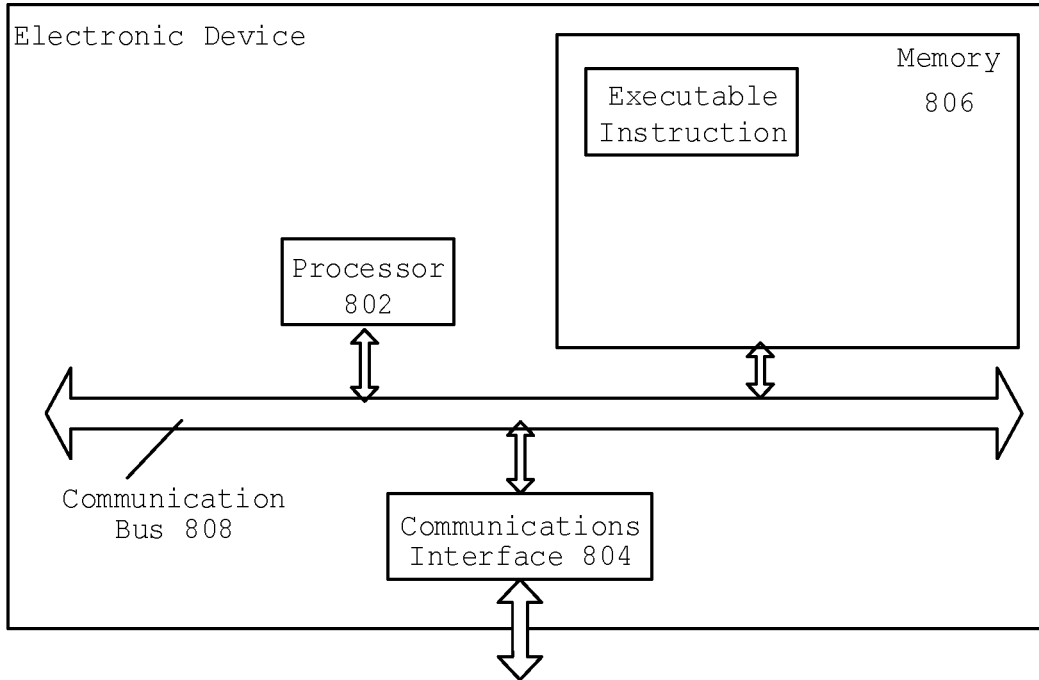 Electronic Device
Memory
806
Executable
Instruction
Processor
802
Communication
Bus 808
Communications
Interface 804